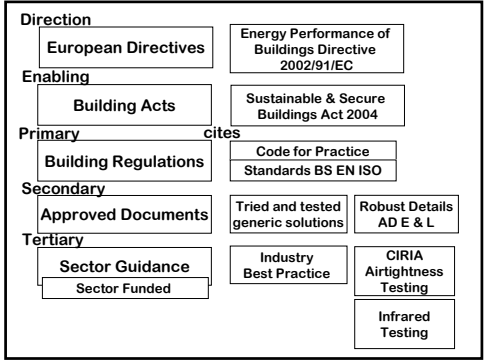 Direction
European Directives
Energy Performance of
Buildings Directive
2002/91/EC
Enabling
Building Acts
Sustainable & Secure
Buildings Act 2004
Primary
cites
Building Regulations
Code for Practice
Standards BS EN ISO
Secondary
Approved Documents
Tried and tested
generic solutions
Robust Details
AD E & L
Tertiary
Sector Guidance
Sector Funded
Industry
Best Practice
CIRIA
Airtightness
Testing
Infrared
Testing